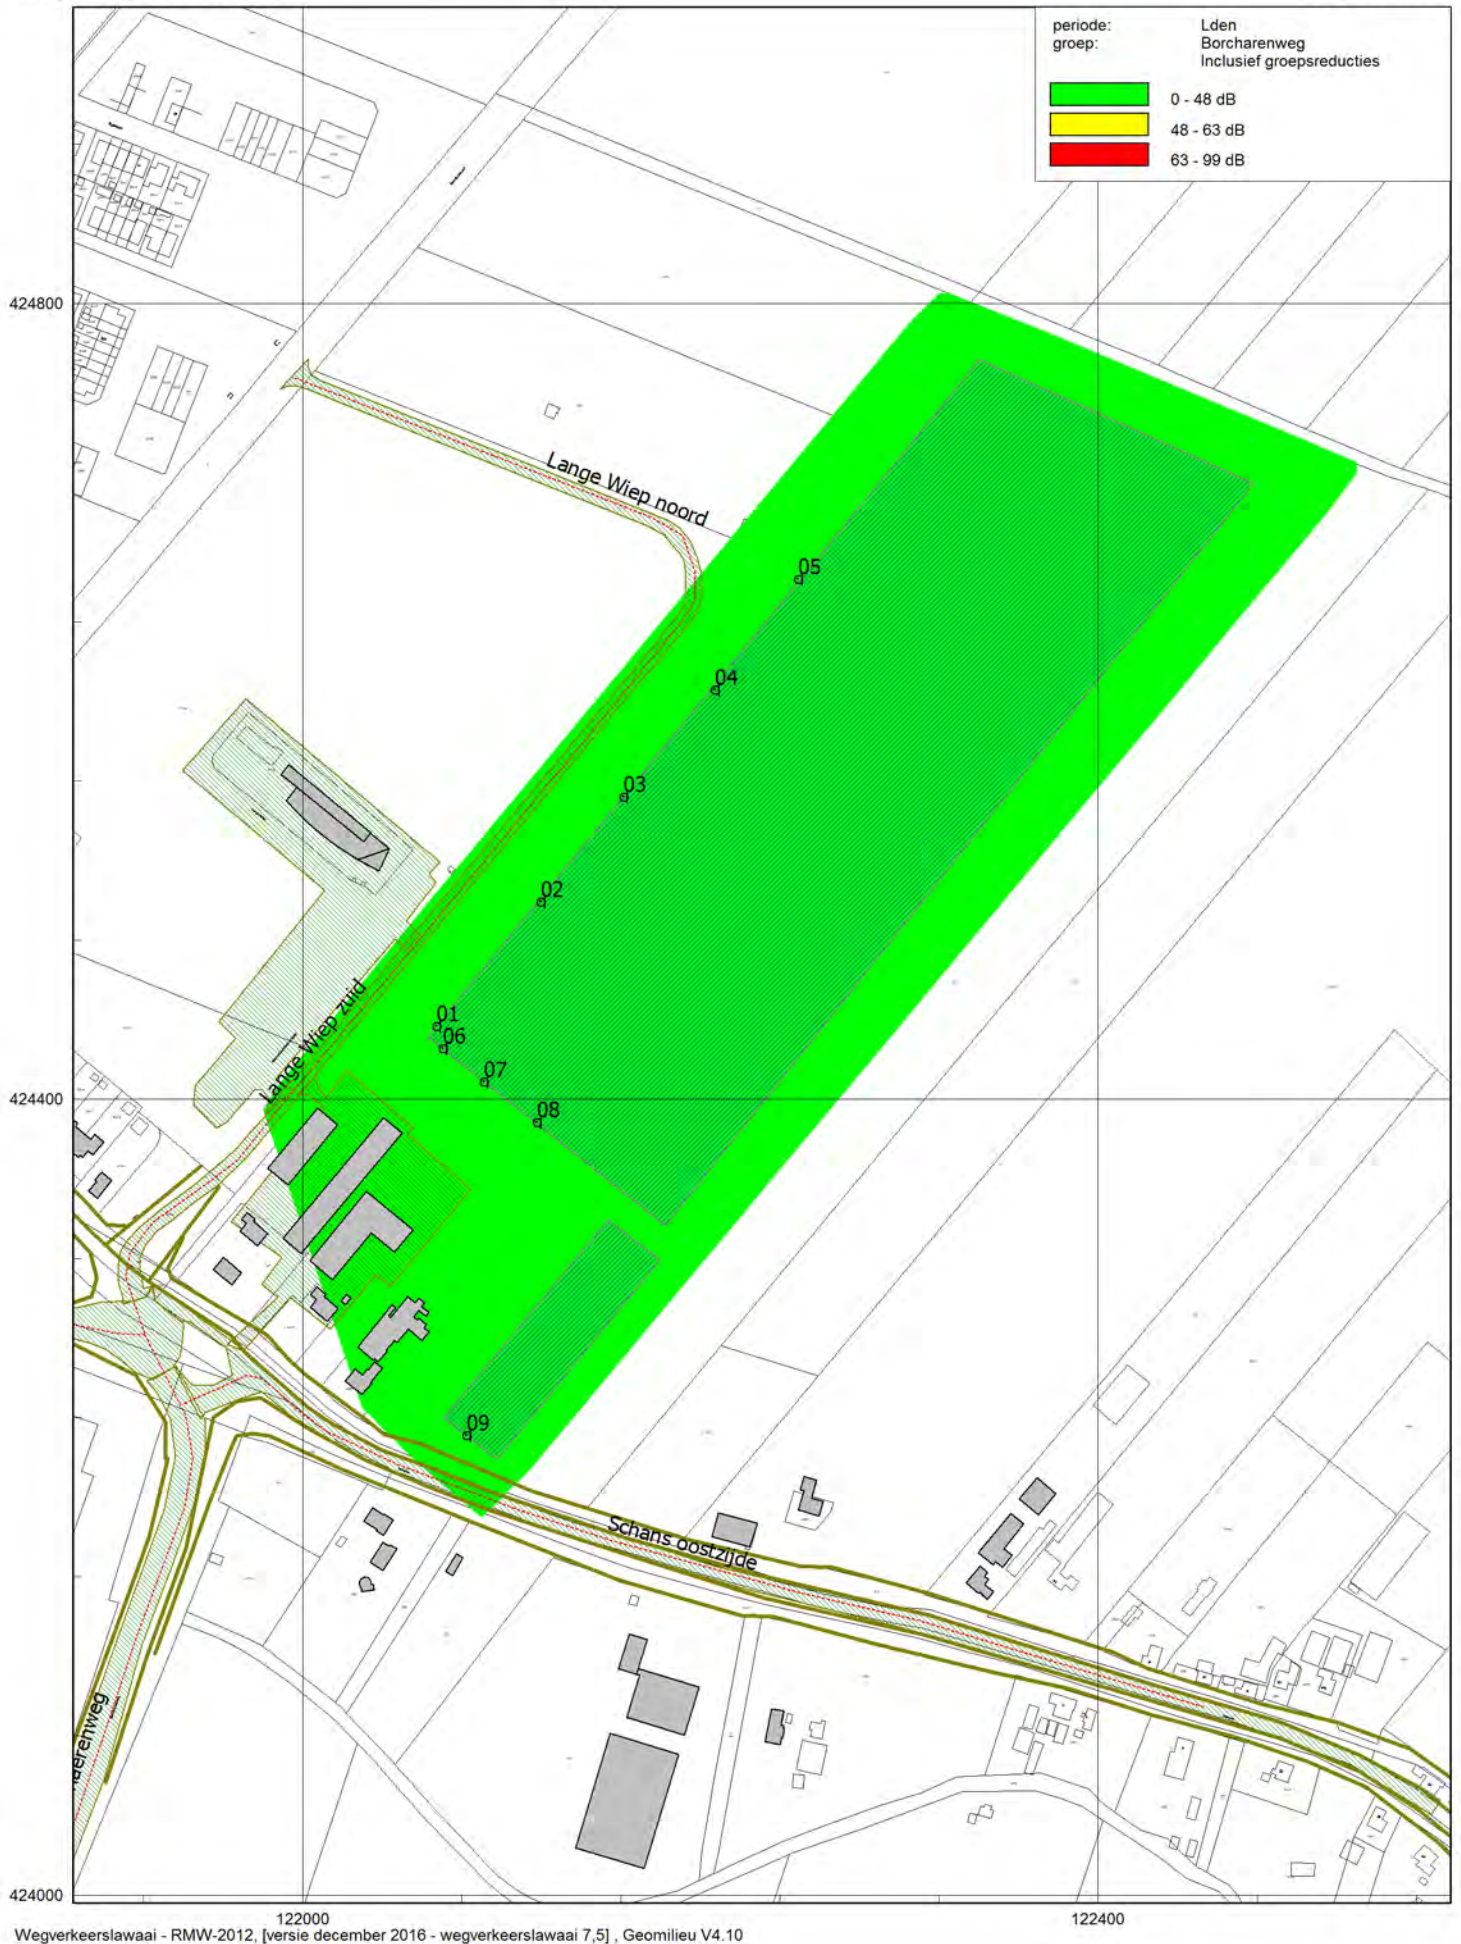 periode: Lden
groep: Borcharenweg
Inclusief groepsreducties
0 - 48 dB
48 - 63 dB
63 - 99 dB
424800
Lange Wiep noord
05
04
03
02
01
06
Lange Wiep zuid
07
08
424400
09
Schans oostzijde
424000
122000
122400
Wegverkeerslawaai - RMW-2012, [versie december 2016 - wegverkeerslawaai 7,5] , Geomilieu V4.10